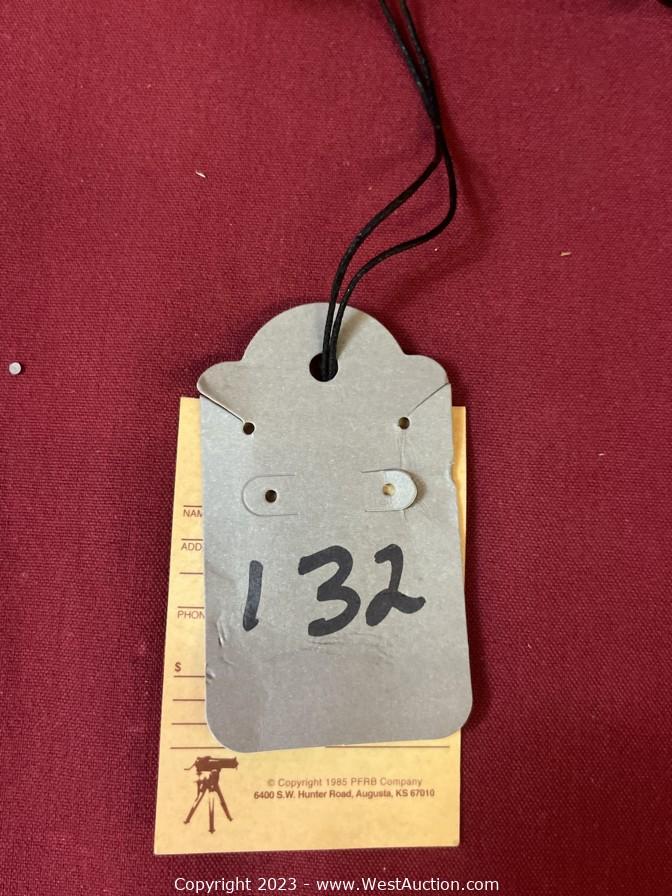 NAM
ADD
PHON
132
$
© Copyright 1985 PFRB Company
6400 S.W. Hunter Road, Augusta, KS 67010
Copyright 2023 - www.WestAuction.com